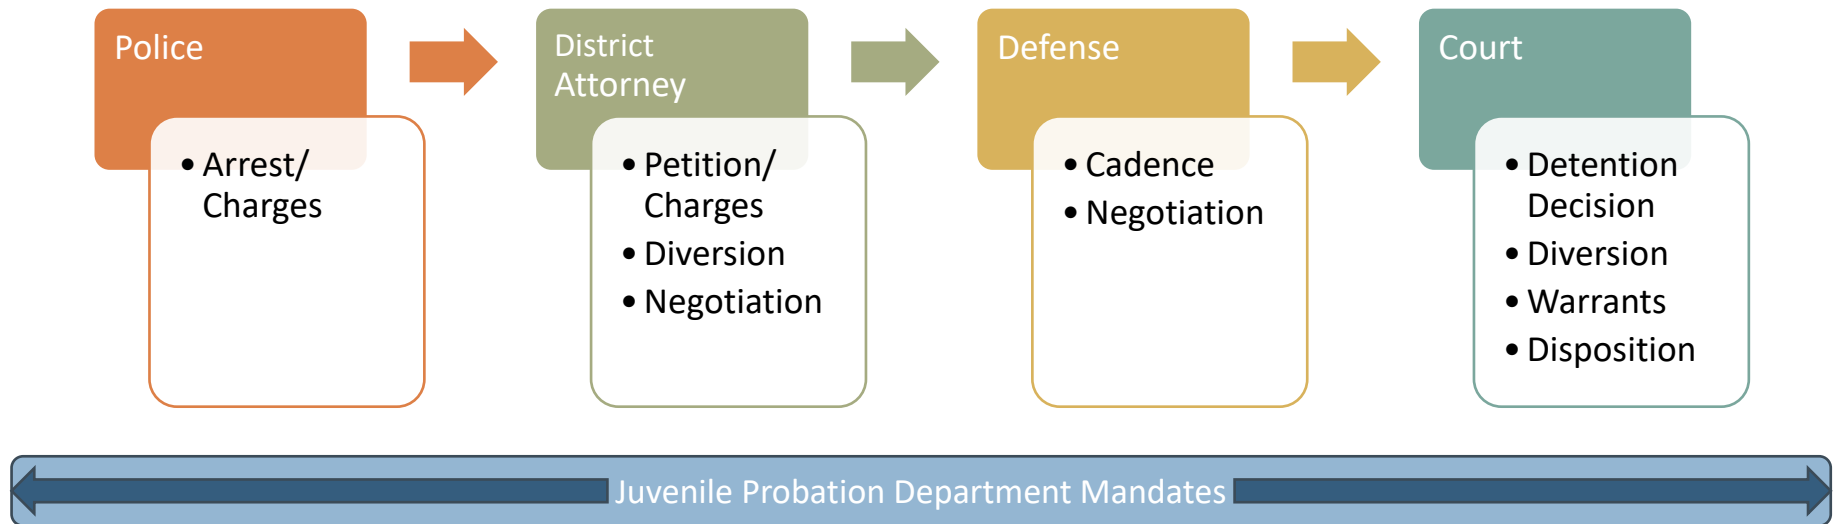 Police
• Arrest/
Charges
District
Attorney
• Petition/
Charges
• Diversion
• Negotiation
Defense
• Cadence
• Negotiation
Court
• Detention
Decision
• Diversion
• Warrants
• Disposition
Juvenile Probation Department Mandates